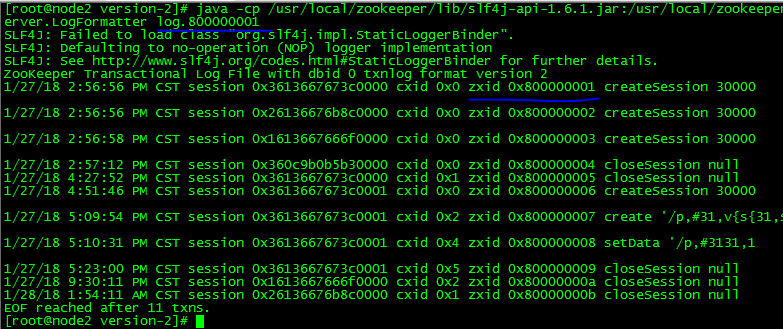 [root@node2 version-2]# java -cp /usr/local/zookeeper/lib/slf4j-api-1.6.1.jar:/usr/local/zookeeper
erver.LogFormatter log.800000001
SLF4J: Failed to load class "org.slf4j.impl.StaticLoggerBinder".
SLF4J: Defaulting to no-operation (NOP) logger implementation
SLF4J: See http://www.slf4j.org/codes.html#StaticLoggerBinder for further details.
ZooKeeper Transactional Log File with dbid 0 txnlog format version 2
1/27/18 2:56:56 PM CST session 0x3613667673c0000 cxid 0x0 zxid 0x800000001 createSession 30000
1/27/18 2:56:56 PM CST session 0x26136676b8c0000 cxid 0x0 zxid 0x800000002 createSession 30000
1/27/18 2:56:58 PM CST session 0x1613667666f0000 cxid 0x0 zxid 0x800000003 createSession 30000
1/27/18 2:57:12 PM CST session 0x360c9b0b5b30000 cxid 0x0 zxid 0x800000004 closeSession null
1/27/18 4:27:52 PM CST session 0x3613667673c0000 cxid 0x1 zxid 0x800000005 closeSession null
1/27/18 4:51:46 PM CST session 0x3613667673c0001 cxid 0x0 zxid 0x800000006 createSession 30000
1/27/18 5:09:54 PM CST session 0x3613667673c0001 cxid 0x2 zxid 0x800000007 create '/p,#31,v{s{31,s
1/27/18 5:10:31 PM CST session 0x3613667673c0001 cxid 0x4 zxid 0x800000008 setData '/p,#3131,1
1/27/18 5:23:00 PM CST session 0x3613667673c0001 cxid 0x5 zxid 0x800000009 closeSession null
1/27/18 9:30:11 PM CST session 0x1613667666f0000 cxid 0x2 zxid 0x80000000a closeSession null
1/28/18 1:54:11 AM CST session 0x26136676b8c0000 cxid 0x1 zxid 0x80000000b closeSession null
EOF reached after 11 txns.
[root@node2 version-2]#